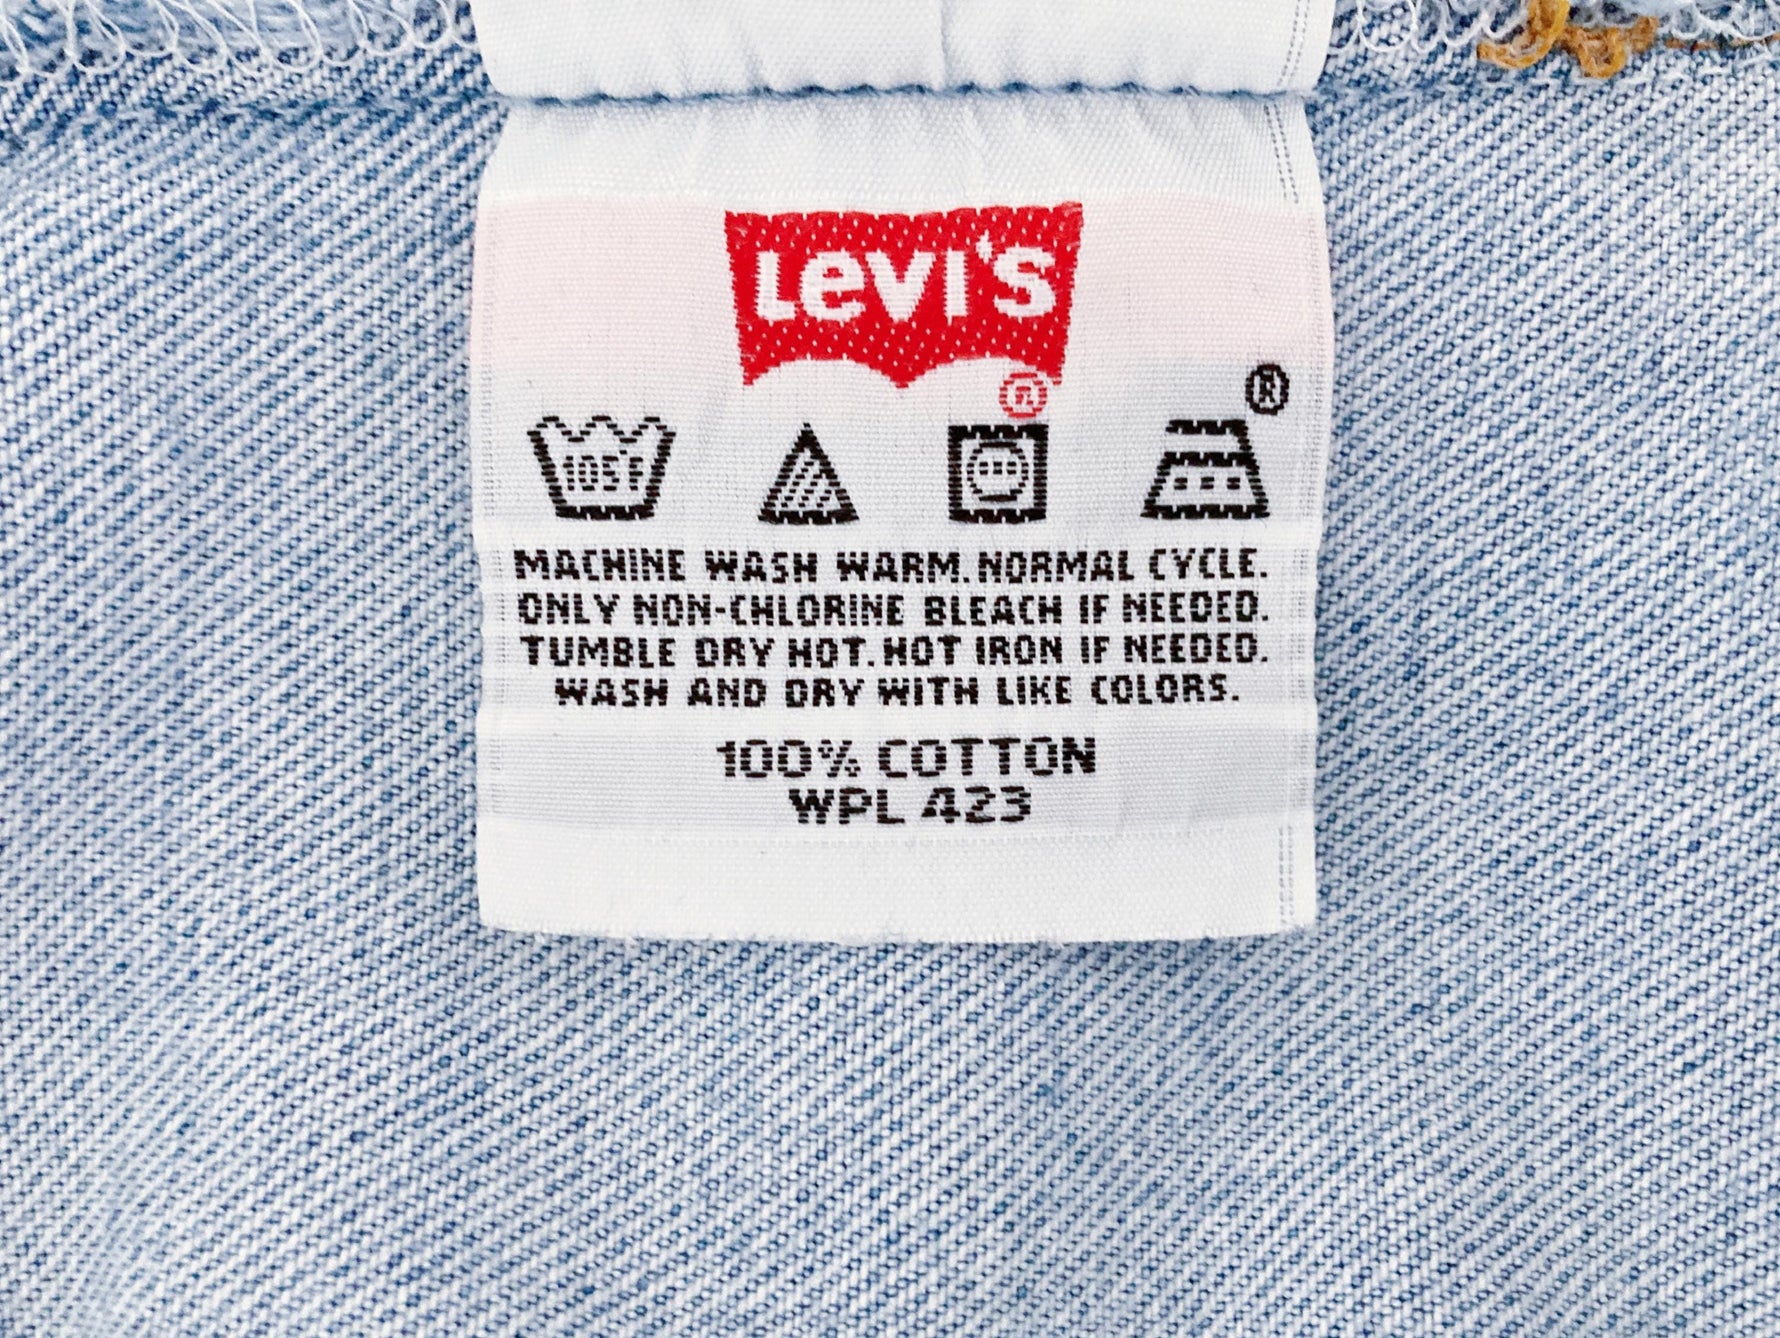 Levi's
®
®
105°F
MACHINE WASH WARM. NORMAL CYCLE.
ONLY NON-CHLORINE BLEACH IF NEEDED.
TUMBLE DRY HOT. HOT IRON IF NEEDED.
WASH AND DRY WITH LIKE COLORS.
100% COTTON
WPL 423